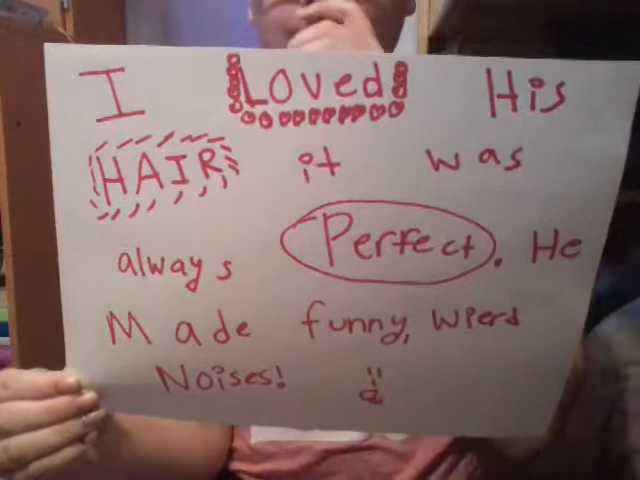 I LOVed His
HAIR it was
always Perfect. He
Made funny, wierd
Noises!